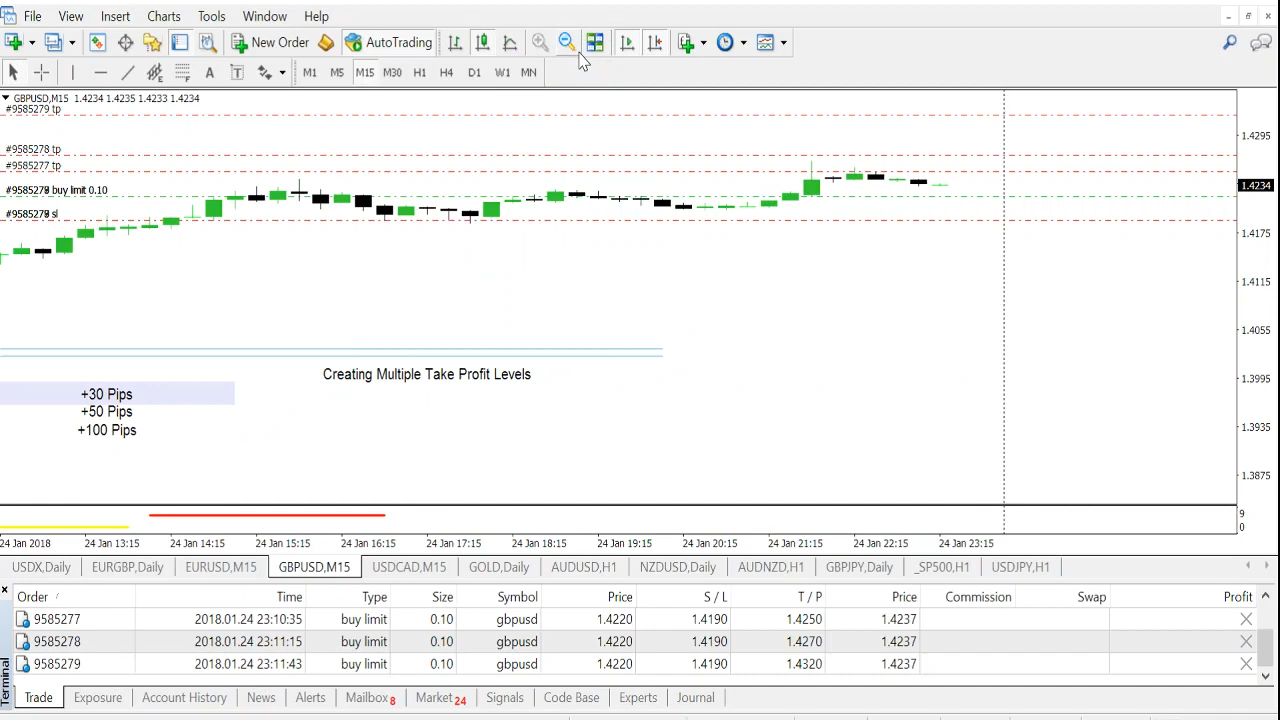 File View Insert Charts Tools Window Help
New Order AutoTrading
A T M1 M5 M15 M30 H1 H4 D1 W1 MN
GBPUSD,M15 1.4234 1.4235 1.4233 1.4234
#9585279 tp
1.4295
#9585278 tp
#9585277 tp
1.4234
#9585279 buy limit 0.10
#9585279 sl
1.4175
1.4115
1.4055
Creating Multiple Take Profit Levels
1.3995
+30 Pips
+50 Pips
+100 Pips
1.3935
1.3875
9
0
24 Jan 2018 24 Jan 13:15 24 Jan 14:15 24 Jan 15:15 24 Jan 16:15 24 Jan 17:15 24 Jan 18:15 24 Jan 19:15 24 Jan 20:15 24 Jan 21:15 24 Jan 22:15 24 Jan 23:15
USDX,Daily EURGBP,Daily EURUSD,M15 GBPUSD,M15 USDCAD,M15 GOLD,Daily AUDUSD,H1 NZDUSD,Daily AUDNZD,H1 GBPJPY,Daily _SP500,H1 USDJPY,H1
Order / Time Type Size Symbol Price S / L T / P Price Commission Swap Profit
9585277 2018.01.24 23:10:35 buy limit 0.10 gbpusd 1.4220 1.4190 1.4250 1.4237
9585278 2018.01.24 23:11:15 buy limit 0.10 gbpusd 1.4220 1.4190 1.4270 1.4237
9585279 2018.01.24 23:11:43 buy limit 0.10 gbpusd 1.4220 1.4190 1.4320 1.4237
Terminal
Trade Exposure Account History News Alerts Mailbox 8 Market 24 Signals Code Base Experts Journal